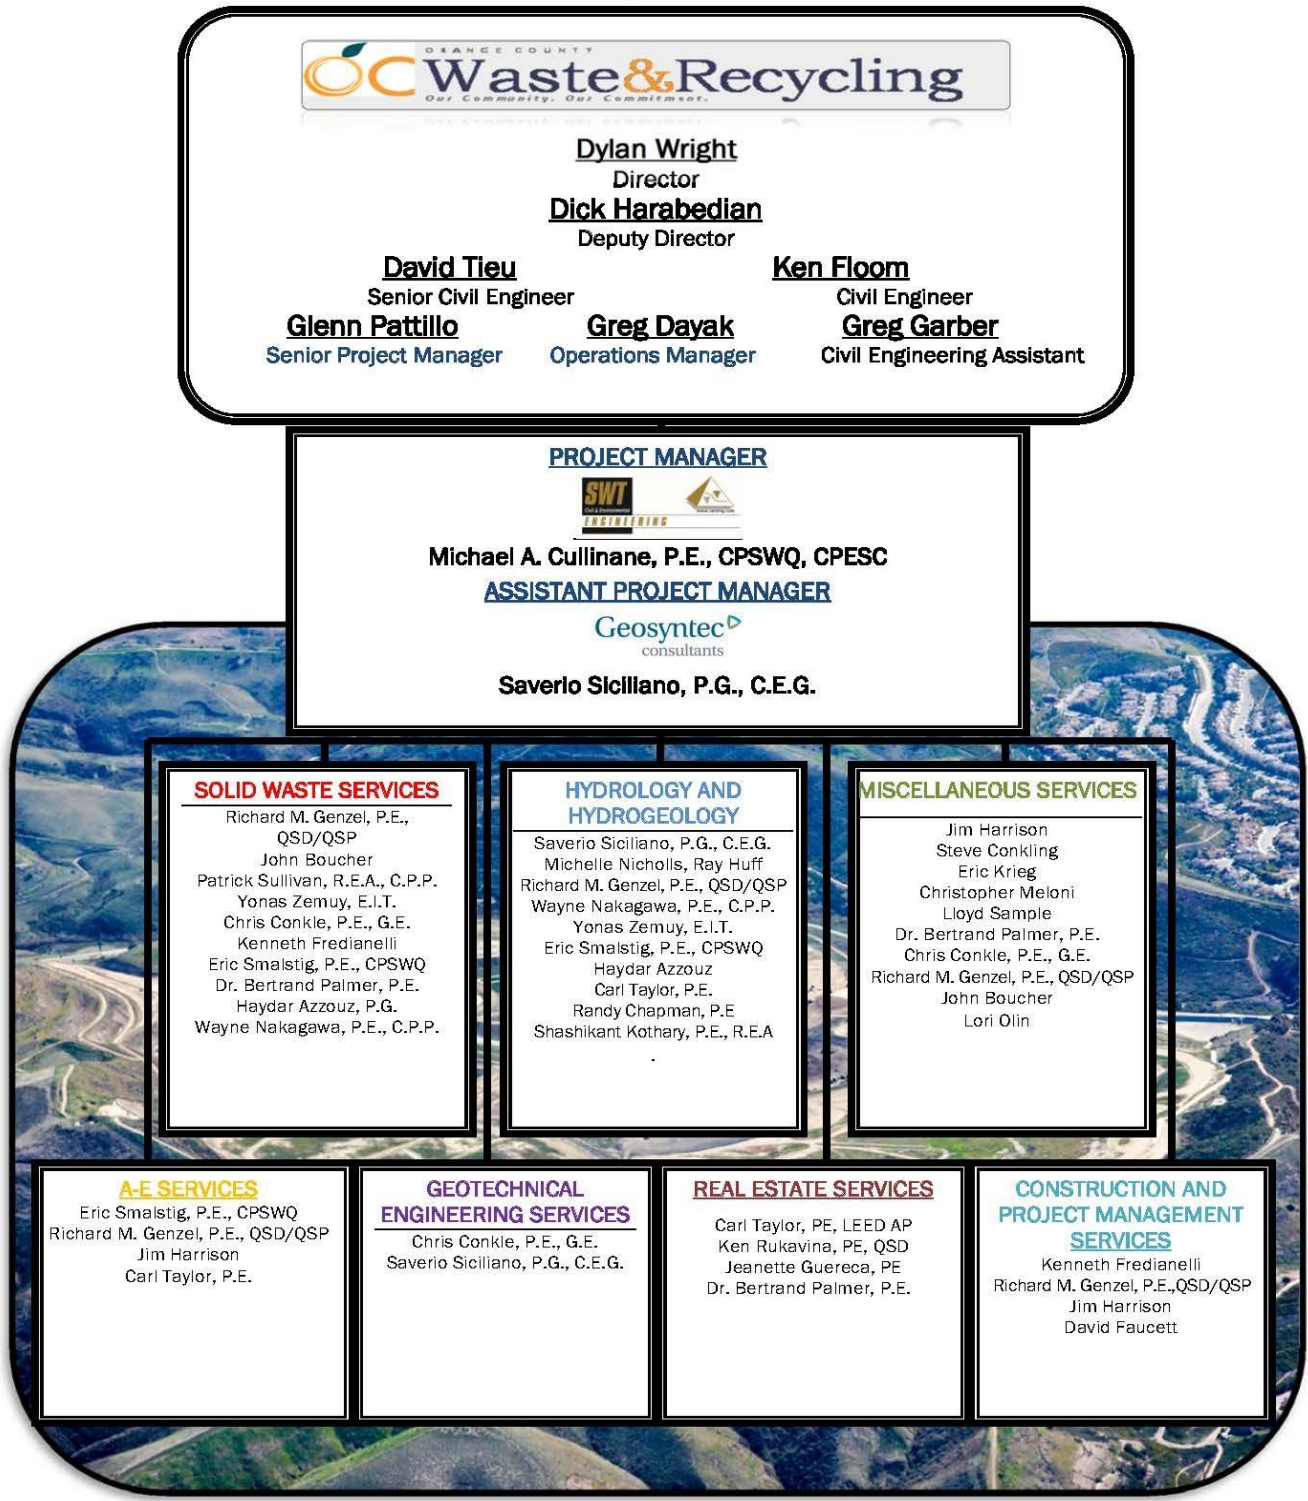 ORANGE COUNTY
OC Waste&Recycling
Our Community. Our Commitment.
Dylan Wright
Director
Dick Harabedian
Deputy Director
David Tieu Ken Floom
Senior Civil Engineer Civil Engineer
Glenn Pattillo Greg Dayak Greg Garber
Senior Project Manager Operations Manager Civil Engineering Assistant
PROJECT MANAGER
SWT
Civil & Environmental
ENGINEERING
Michael A. Cullinane, P.E., CPSWQ, CPESC
ASSISTANT PROJECT MANAGER
Geosyntec
consultants
Saverio Siciliano, P.G., C.E.G.
SOLID WASTE SERVICES
Richard M. Genzel, P.E.,
QSD/QSP
John Boucher
Patrick Sullivan, R.E.A., C.P.P.
Yonas Zemuy, E.I.T.
Chris Conkle, P.E., G.E.
Kenneth Fredianelli
Eric Smalstig, P.E., CPSWQ
Dr. Bertrand Palmer, P.E.
Haydar Azzouz, P.G.
Wayne Nakagawa, P.E., C.P.P.
HYDROLOGY AND
HYDROGEOLOGY
Saverio Siciliano, P.G., C.E.G.
Michelle Nicholls, Ray Huff
Richard M. Genzel, P.E., QSD/QSP
Wayne Nakagawa, P.E., C.P.P.
Yonas Zemuy, E.I.T.
Eric Smalstig, P.E., CPSWQ
Haydar Azzouz
Carl Taylor, P.E.
Randy Chapman, P.E
Shashikant Kothary, P.E., R.E.A
.
MISCELLANEOUS SERVICES
Jim Harrison
Steve Conkling
Eric Krieg
Christopher Meloni
Lloyd Sample
Dr. Bertrand Palmer, P.E.
Chris Conkle, P.E., G.E.
Richard M. Genzel, P.E., QSD/QSP
John Boucher
Lori Olin
A-E SERVICES
Eric Smalstig, P.E., CPSWQ
Richard M. Genzel, P.E., QSD/QSP
Jim Harrison
Carl Taylor, P.E.
GEOTECHNICAL
ENGINEERING SERVICES
Chris Conkle, P.E., G.E.
Saverio Siciliano, P.G., C.E.G.
REAL ESTATE SERVICES
Carl Taylor, PE, LEED AP
Ken Rukavina, PE, QSD
Jeanette Guereca, PE
Dr. Bertrand Palmer, P.E.
CONSTRUCTION AND
PROJECT MANAGEMENT
SERVICES
Kenneth Fredianelli
Richard M. Genzel, P.E.,QSD/QSP
Jim Harrison
David Faucett